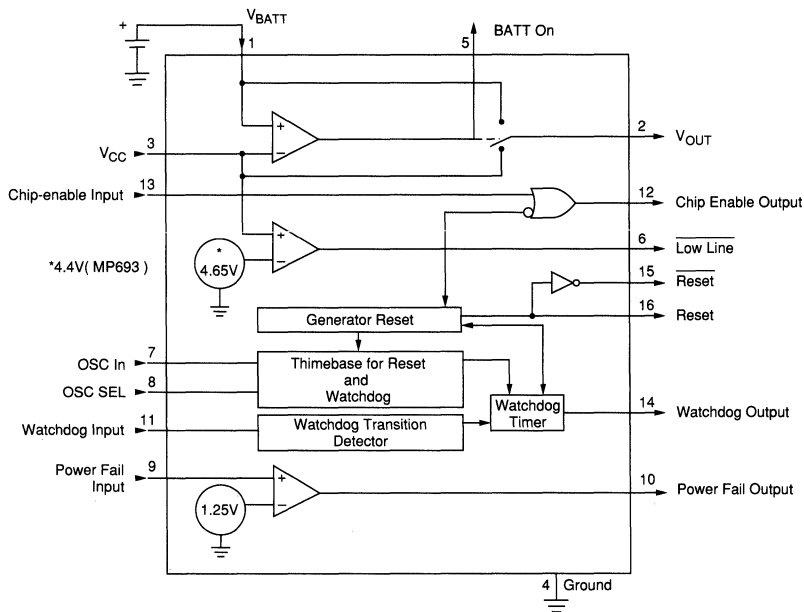 +
V_BATT
1
5
BATT On
+
−
3
V_CC
2
V_OUT
13
Chip-enable Input
12
Chip Enable Output
+
−
6
Low Line
*
4.65V
*4.4V( MP693 )
15
Reset
16
Reset
Generator Reset
7
OSC In
8
OSC SEL
Thimebase for Reset
and
Watchdog
11
Watchdog Input
Watchdog Transition
Detector
Watchdog
Timer
14
Watchdog Output
9
Power Fail
Input
+
−
10
Power Fail Output
1.25V
4
Ground